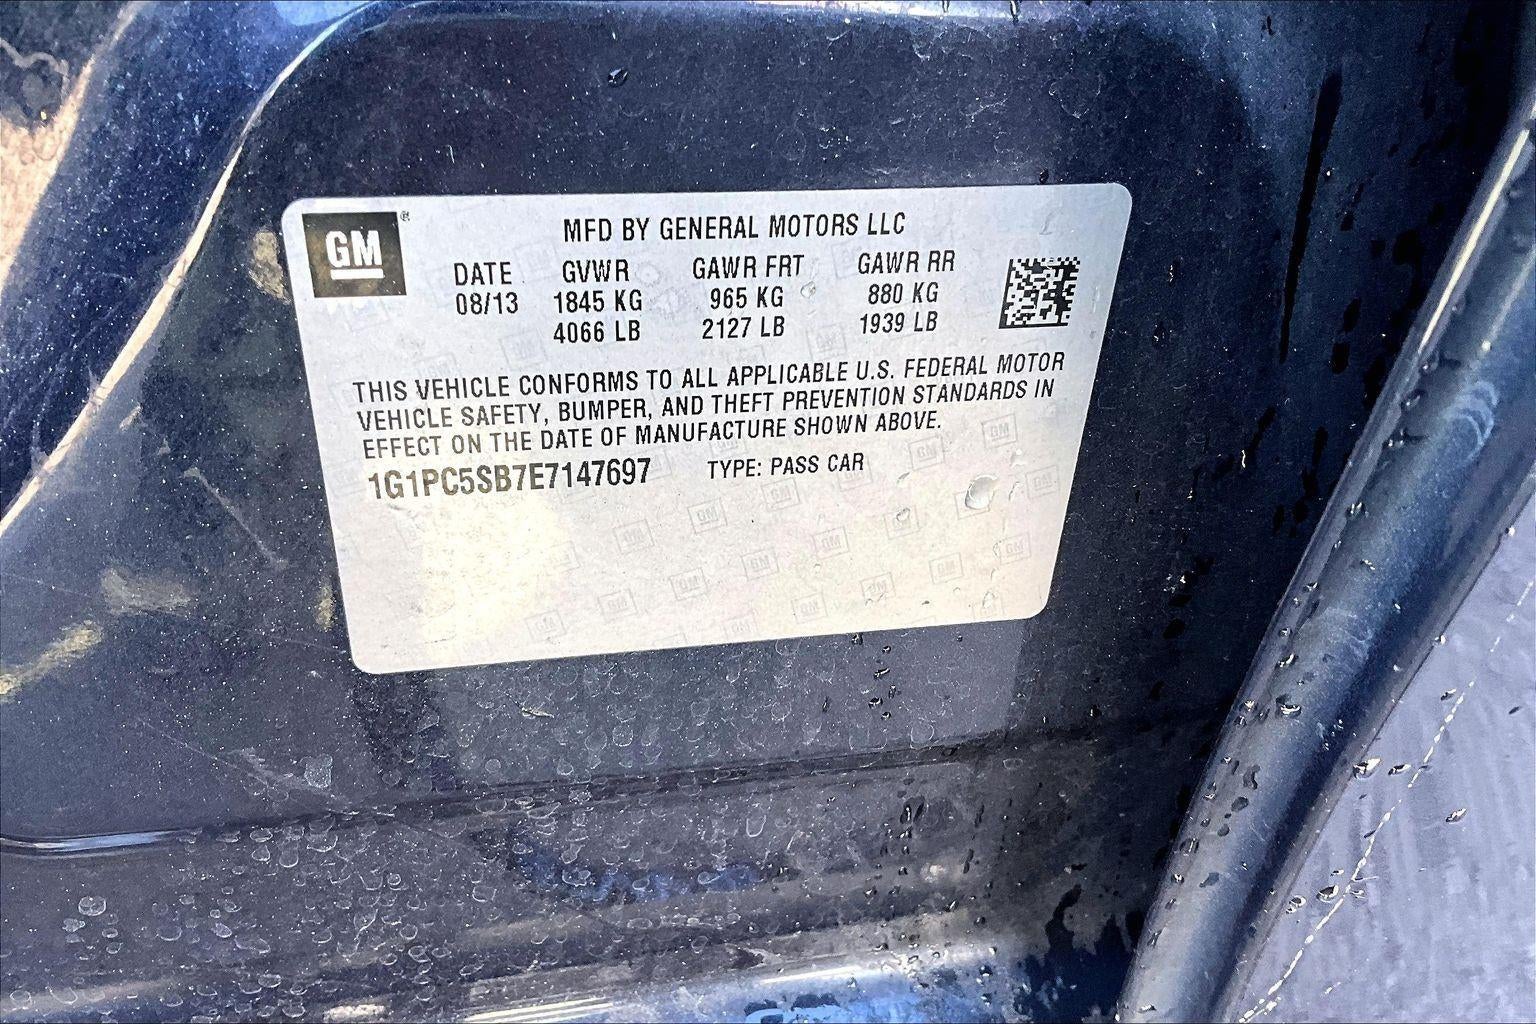 GM®
MFD BY GENERAL MOTORS LLC
DATE GVWR GAWR FRT GAWR RR
08/13 1845 KG 965 KG 880 KG
4066 LB 2127 LB 1939 LB
THIS VEHICLE CONFORMS TO ALL APPLICABLE U.S. FEDERAL MOTOR
VEHICLE SAFETY, BUMPER, AND THEFT PREVENTION STANDARDS IN
EFFECT ON THE DATE OF MANUFACTURE SHOWN ABOVE.
1G1PC5SB7E7147697 TYPE: PASS CAR